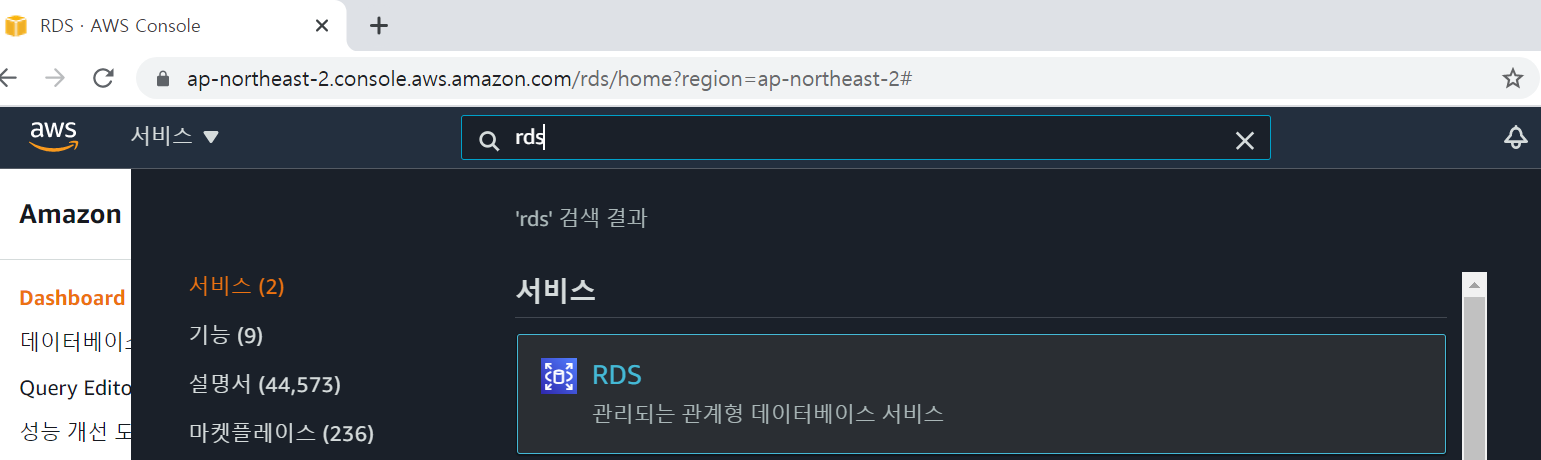 RDS · AWS Console
ap-northeast-2.console.aws.amazon.com/rds/home?region=ap-northeast-2#
aws 서비스 rds
Amazon
'rds' 검색 결과
서비스 (2)
서비스
Dashboard
기능 (9)
데이터베이
Query Edito
설명서 (44,573)
RDS
관리되는 관계형 데이터베이스 서비스
성능 개선 도
마켓플레이스 (236)